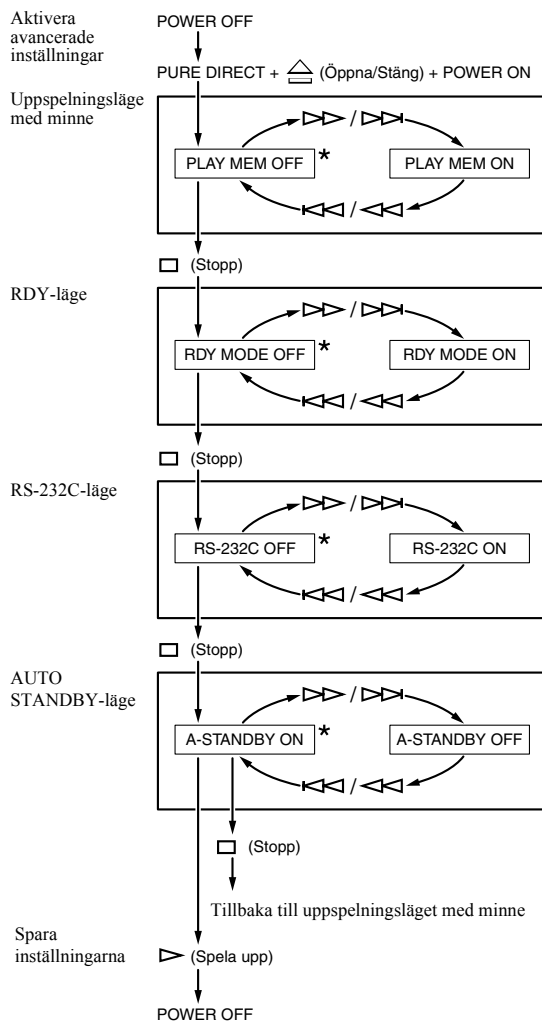 Aktivera
avancerade
inställningar
POWER OFF
PURE DIRECT + (Öppna/Stäng) + POWER ON
Uppspelningsläge
med minne
/
PLAY MEM OFF *
PLAY MEM ON
/
(Stopp)
RDY-läge
/
RDY MODE OFF *
RDY MODE ON
/
(Stopp)
RS-232C-läge
/
RS-232C OFF *
RS-232C ON
/
(Stopp)
AUTO
STANDBY-läge
/
A-STANDBY ON *
A-STANDBY OFF
/
(Stopp)
Tillbaka till uppspelningsläget med minne
Spara
inställningarna
(Spela upp)
POWER OFF